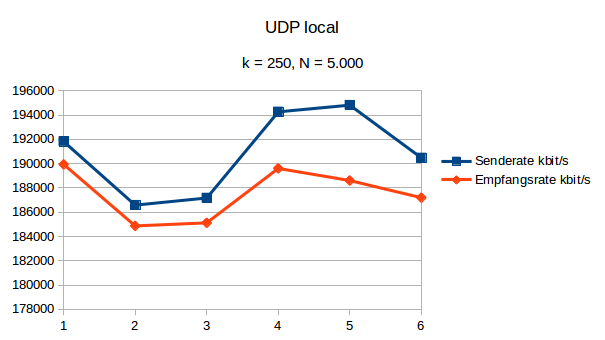 UDP local
k = 250, N = 5.000
196000
194000
192000
190000
188000
186000
184000
182000
180000
178000
1 2 3 4 5 6
Senderate kbit/s
Empfangsrate kbit/s